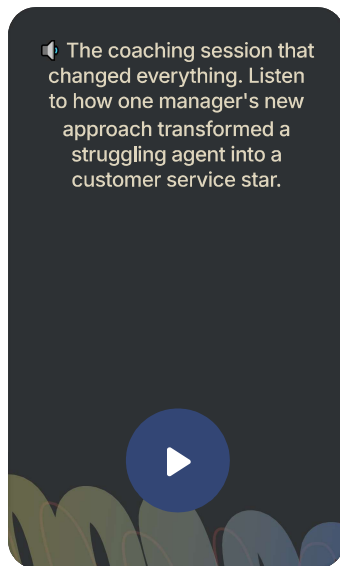 🔈 The coaching session that
changed everything. Listen
to how one manager's new
approach transformed a
struggling agent into a
customer service star.